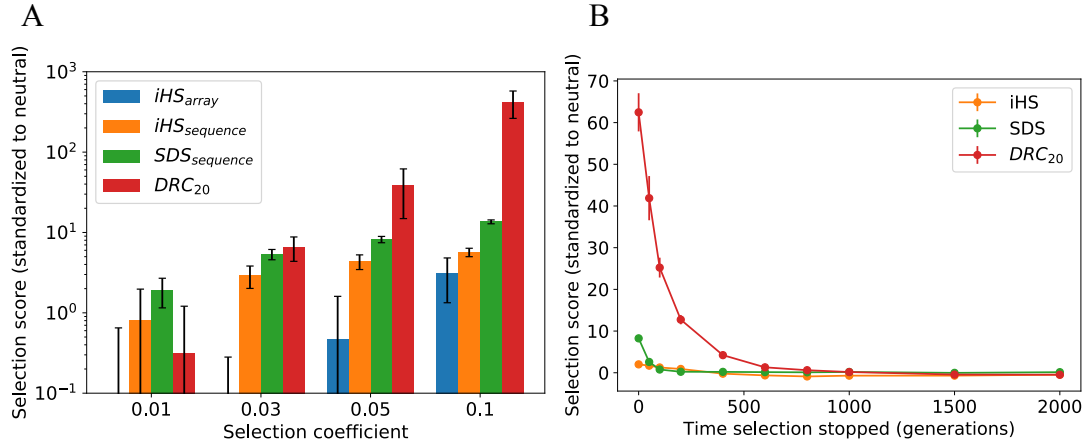 A
Selection score (standardized to neutral)
10³
10²
10¹
10⁰
10⁻¹
iHS_array
iHS_sequence
SDS_sequence
DRC₂₀
0.01 0.03 0.05 0.1
Selection coefficient
B
Selection score (standardized to neutral)
70
60
50
40
30
20
10
0
iHS
SDS
DRC₂₀
0 500 1000 1500 2000
Time selection stopped (generations)